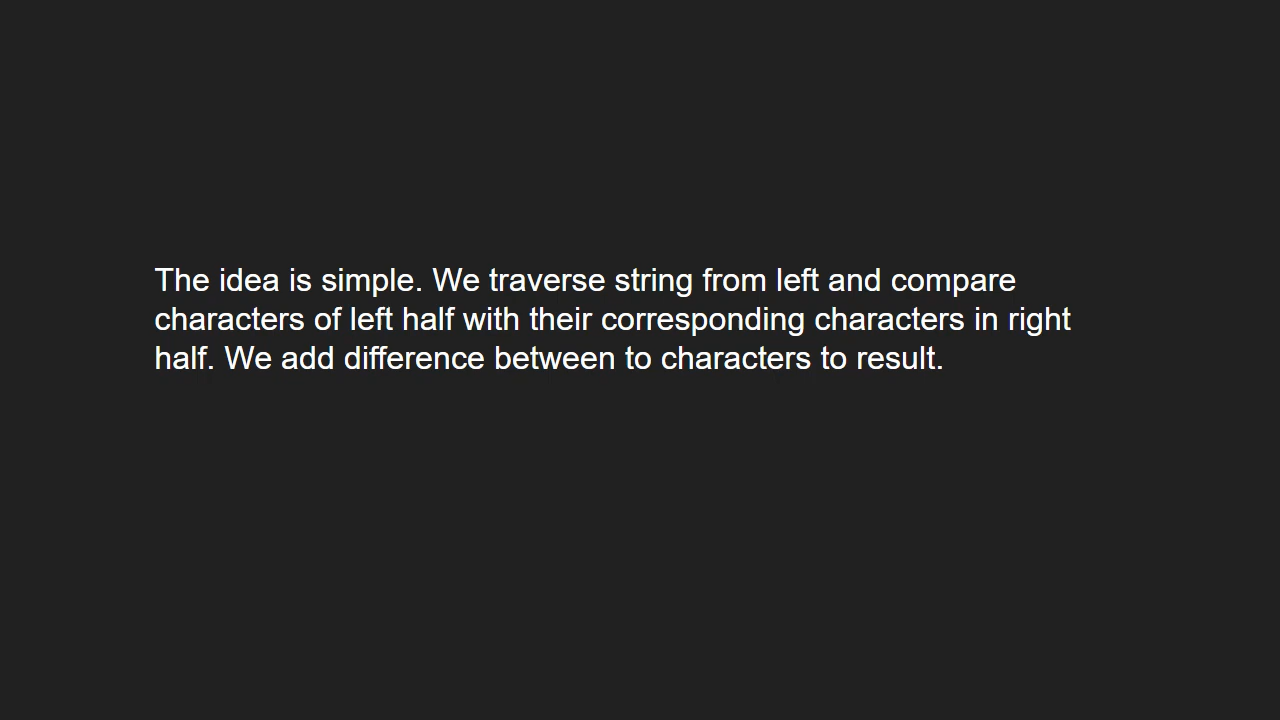 The idea is simple. We traverse string from left and compare
characters of left half with their corresponding characters in right
half. We add difference between to characters to result.